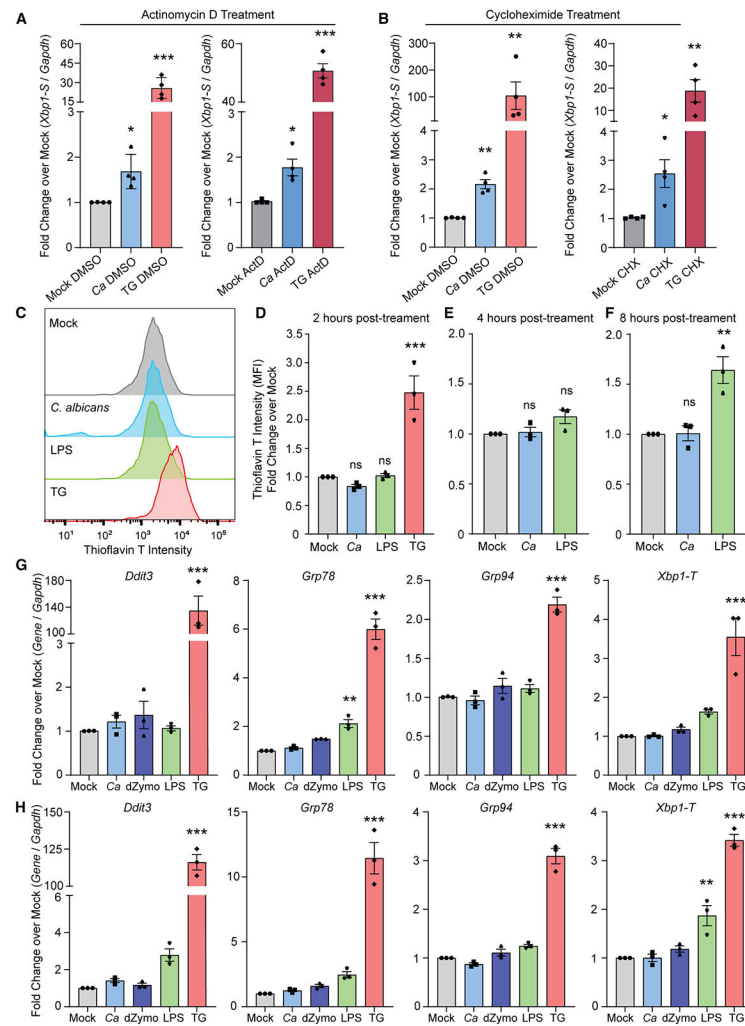 A
Actinomycin D Treatment
Fold Change over Mock (Xbp1-S / Gapdh)
60
45
30
15
2
1
0
*
***
Mock DMSO
Ca DMSO
TG DMSO
Fold Change over Mock (Xbp1-S / Gapdh)
60
40
3
2
1
0
*
***
Mock ActD
Ca ActD
TG ActD
B
Cycloheximide Treatment
Fold Change over Mock (Xbp1-S / Gapdh)
300
200
100
4
3
2
1
0
**
**
Mock DMSO
Ca DMSO
TG DMSO
Fold Change over Mock (Xbp1-S / Gapdh)
40
30
20
10
4
3
2
1
0
*
**
Mock CHX
Ca CHX
TG CHX
C
Mock
C. albicans
LPS
TG
10¹
10²
10³
10⁴
10⁵
Thioflavin T Intensity
D
2 hours post-treament
Thioflavin T Intensity (MFI)
Fold Change over Mock
3.5
3.0
2.5
2.0
1.5
1.0
0.5
0
ns
ns
***
Mock
Ca
LPS
TG
E
4 hours post-treament
2.0
1.5
1.0
0.5
0
ns
ns
Mock
Ca
LPS
F
8 hours post-treament
2.0
1.5
1.0
0.5
0
ns
**
Mock
Ca
LPS
G
Fold Change over Mock (Gene / Gapdh)
Ddit3
180
140
100
3
2
1
0
***
Mock
Ca
dZymo
LPS
TG
Grp78
8
6
4
2
0
**
***
Mock
Ca
dZymo
LPS
TG
Grp94
2.5
2.0
1.5
1.0
0.5
0
***
Mock
Ca
dZymo
LPS
TG
Xbp1-T
5
4
3
2
1
0
***
Mock
Ca
dZymo
LPS
TG
H
Fold Change over Mock (Gene / Gapdh)
Ddit3
150
125
100
6
4
2
0
***
Mock
Ca
dZymo
LPS
TG
Grp78
15
10
5
0
***
Mock
Ca
dZymo
LPS
TG
Grp94
4
3
2
1
0
***
Mock
Ca
dZymo
LPS
TG
Xbp1-T
4
3
2
1
0
**
***
Mock
Ca
dZymo
LPS
TG